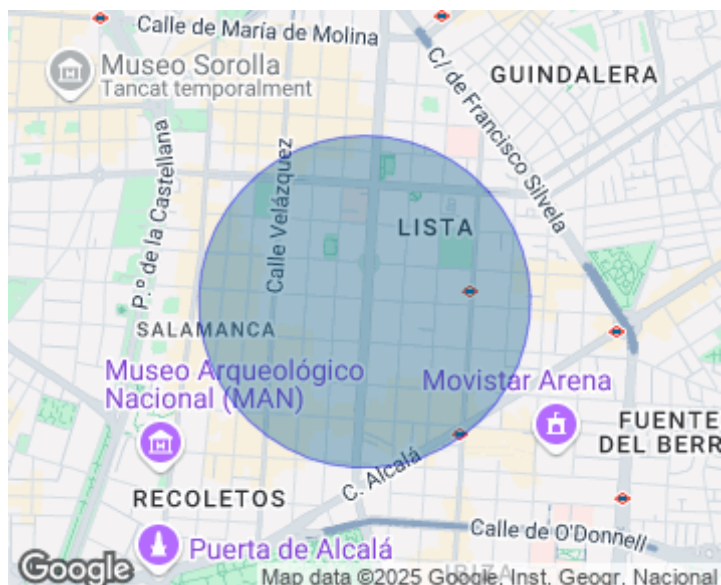 Calle de María de Molina
Museo Sorolla
Tancat temporalment
GUINDALERA
C/ de Francisco Silvela
P.º de la Castellana
Calle Velázquez
LISTA
SALAMANCA
Museo Arqueológico
Nacional (MAN)
Movistar Arena
FUENTE
DEL BERR
C. Alcalá
RECOLETOS
Calle de O'Donnell
Puerta de Alcalá
IBIZA
Google
Map data ©2025 Google, Inst. Geogr. Nacional